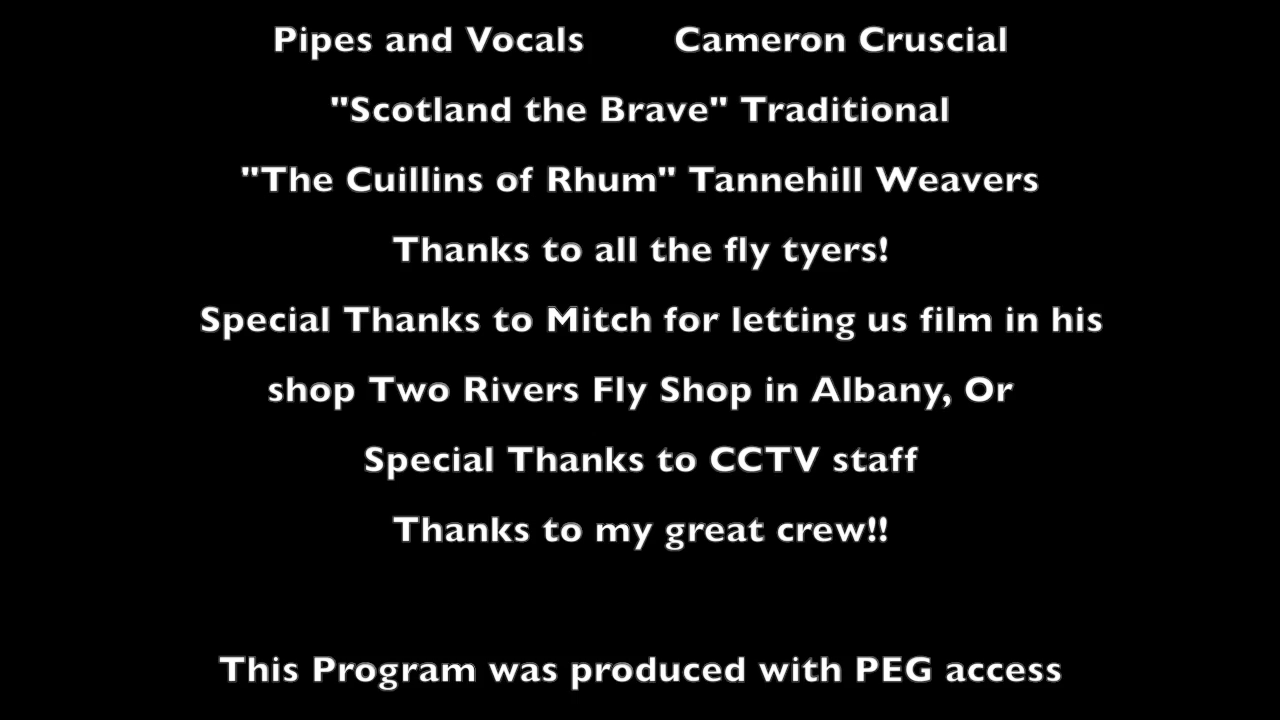 Pipes and Vocals Cameron Cruscial
"Scotland the Brave" Traditional
"The Cuillins of Rhum" Tannehill Weavers
Thanks to all the fly tyers!
Special Thanks to Mitch for letting us film in his
shop Two Rivers Fly Shop in Albany, Or
Special Thanks to CCTV staff
Thanks to my great crew!!
This Program was produced with PEG access